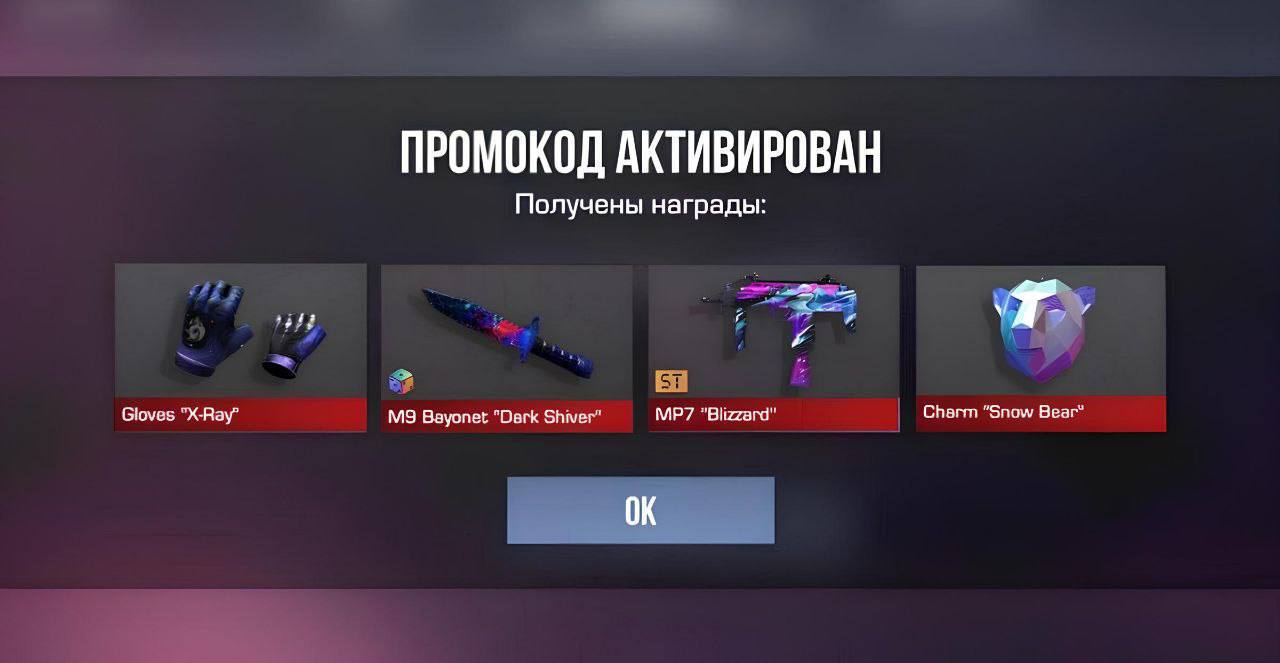 ПРОМОКОД АКТИВИРОВАН
Получены награды:
ST
Gloves "X-Ray"
M9 Bayonet "Dark Shiver"
MP7 "Blizzard"
Charm "Snow Bear"
OK